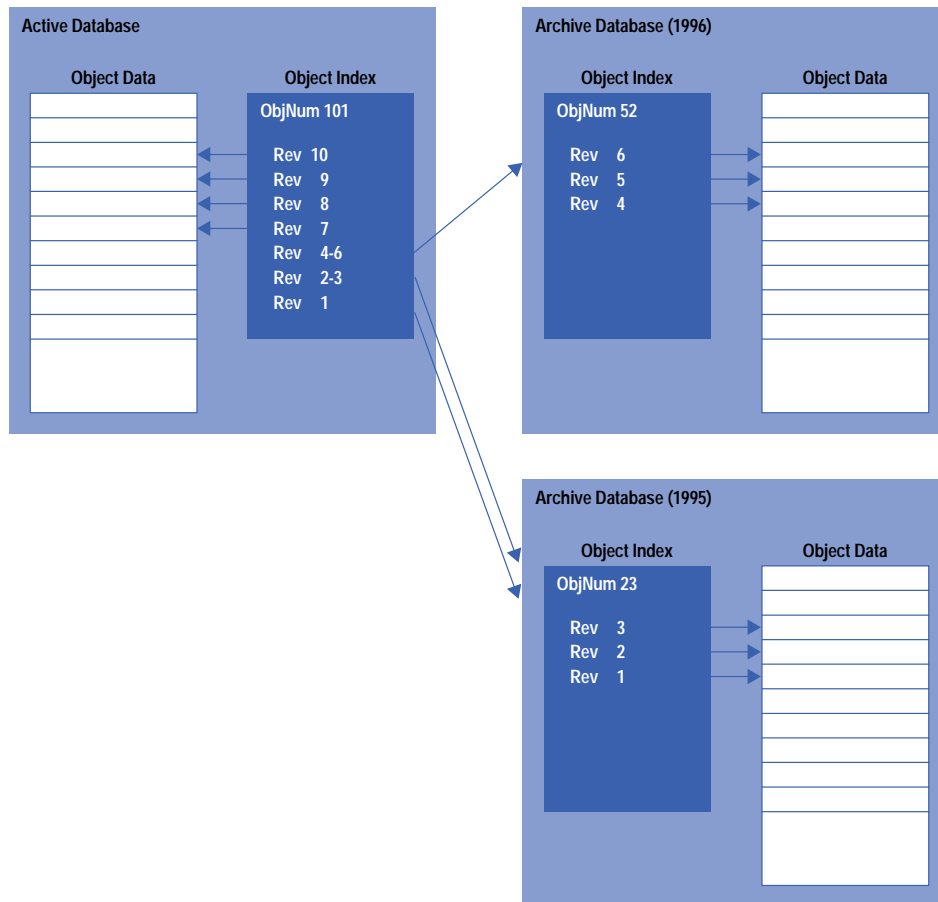 Active Database
Object Data
Object Index
ObjNum 101
Rev 10
Rev 9
Rev 8
Rev 7
Rev 4-6
Rev 2-3
Rev 1
Archive Database (1996)
Object Index
Object Data
ObjNum 52
Rev 6
Rev 5
Rev 4
Archive Database (1995)
Object Index
Object Data
ObjNum 23
Rev 3
Rev 2
Rev 1